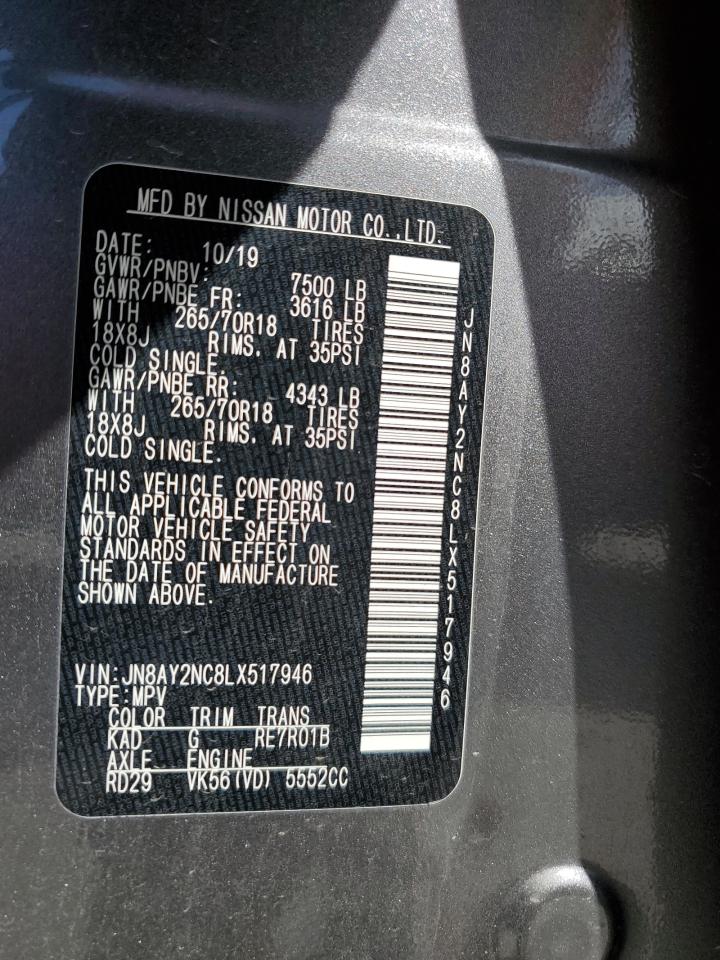 MFD BY NISSAN MOTOR CO.,LTD.
DATE: 10/19
GVWR/PNBV: 7500 LB
GAWR/PNBE FR: 3616 LB
WITH 265/70R18 TIRES
18X8J RIMS. AT 35PSI
COLD SINGLE.
GAWR/PNBE RR: 4343 LB
WITH 265/70R18 TIRES
18X8J RIMS. AT 35PSI
COLD SINGLE.
THIS VEHICLE CONFORMS TO
ALL APPLICABLE FEDERAL
MOTOR VEHICLE SAFETY
STANDARDS IN EFFECT ON
THE DATE OF MANUFACTURE
SHOWN ABOVE.
VIN:JN8AY2NC8LX517946
TYPE:MPV
COLOR TRIM TRANS
KAD G RE7R01B
AXLE ENGINE
RD29 VK56(VD) 5552CC
JN8AY2NC8LX517946